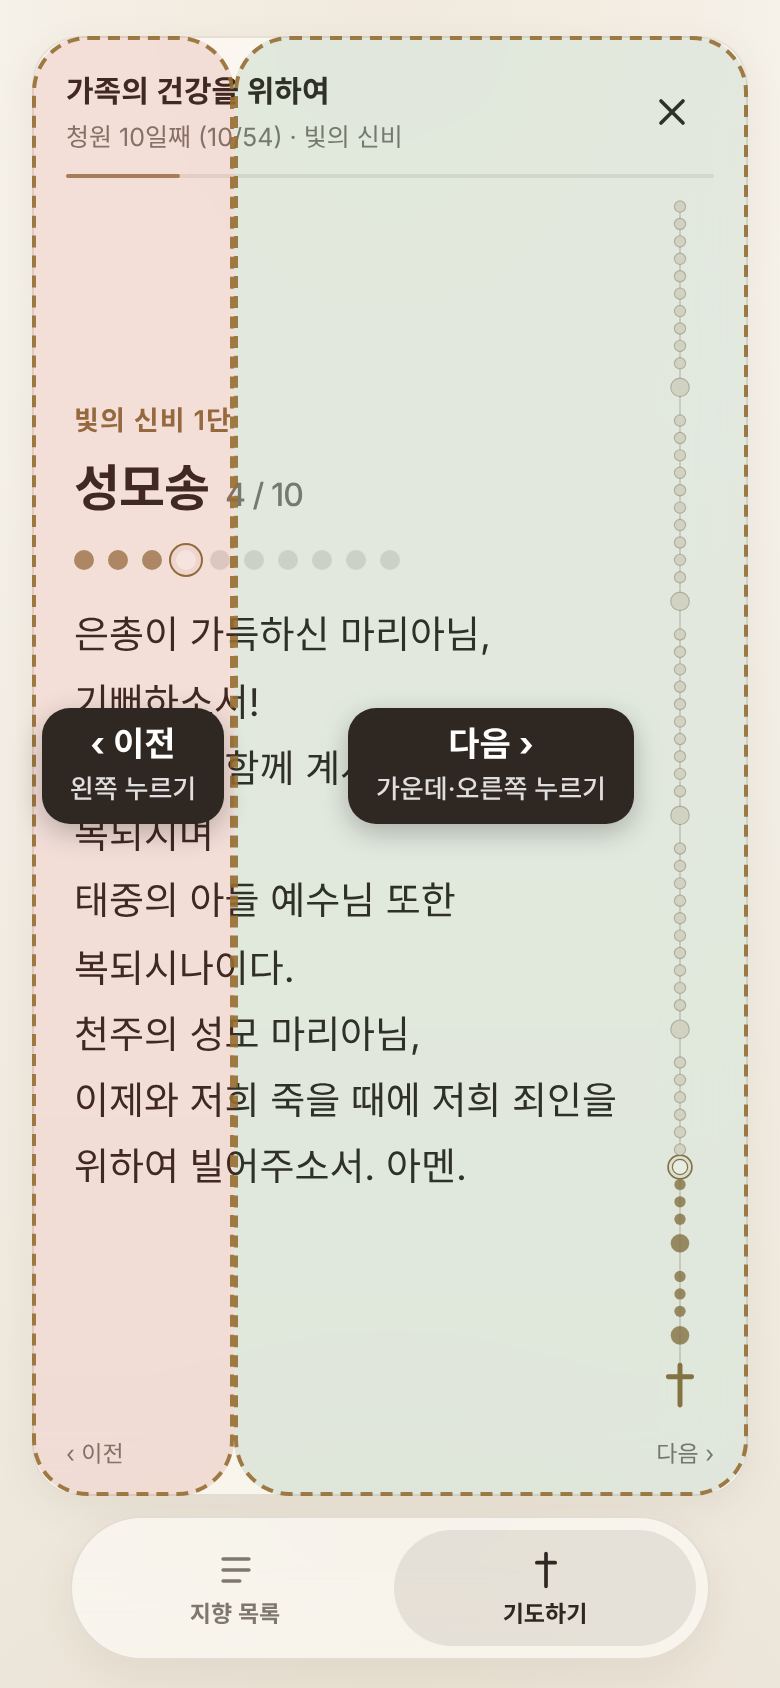 가족의 건강을 위하여
청원 10일째 (10/54) · 빛의 신비
빛의 신비 1단
성모송 4 / 10
은총이 가득하신 마리아님,
기뻐하소서!
함께 계시
‹ 이전
왼쪽 누르기
다음 ›
가운데·오른쪽 누르기
복되시며
태중의 아들 예수님 또한
복되시나이다.
천주의 성모 마리아님,
이제와 저희 죽을 때에 저희 죄인을
위하여 빌어주소서. 아멘.
‹ 이전
다음 ›
지향 목록
기도하기